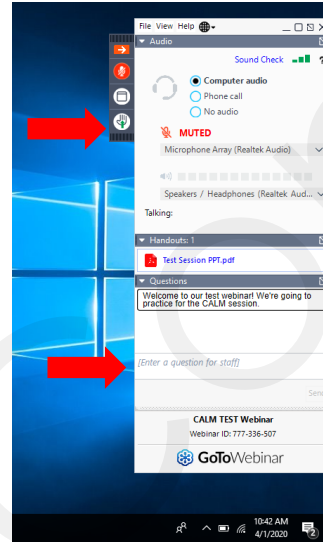 File View Help
Audio
Sound Check ?
Computer audio
Phone call
No audio
MUTED
Microphone Array (Realtek Audio)
Speakers / Headphones (Realtek Aud...
Talking:
Handouts: 1
Test Session PPT.pdf
Questions
Welcome to our test webinar! We're going to
practice for the CALM session.
[Enter a question for staff]
Send
CALM TEST Webinar
Webinar ID: 777-336-507
GoToWebinar
10:42 AM
4/1/2020
2